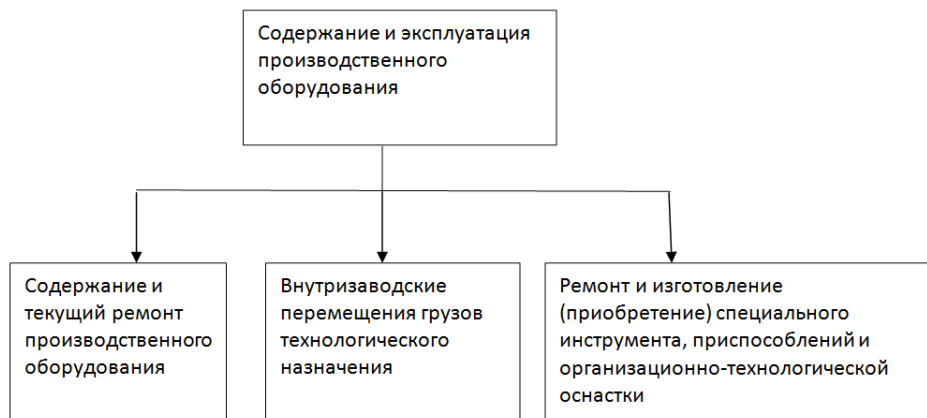 Содержание и эксплуатация
производственного
оборудования
Содержание и
текущий ремонт
производственного
оборудования
Внутризаводские
перемещения грузов
технологического
назначения
Ремонт и изготовление
(приобретение) специального
инструмента, приспособлений и
организационно-технологической
оснастки